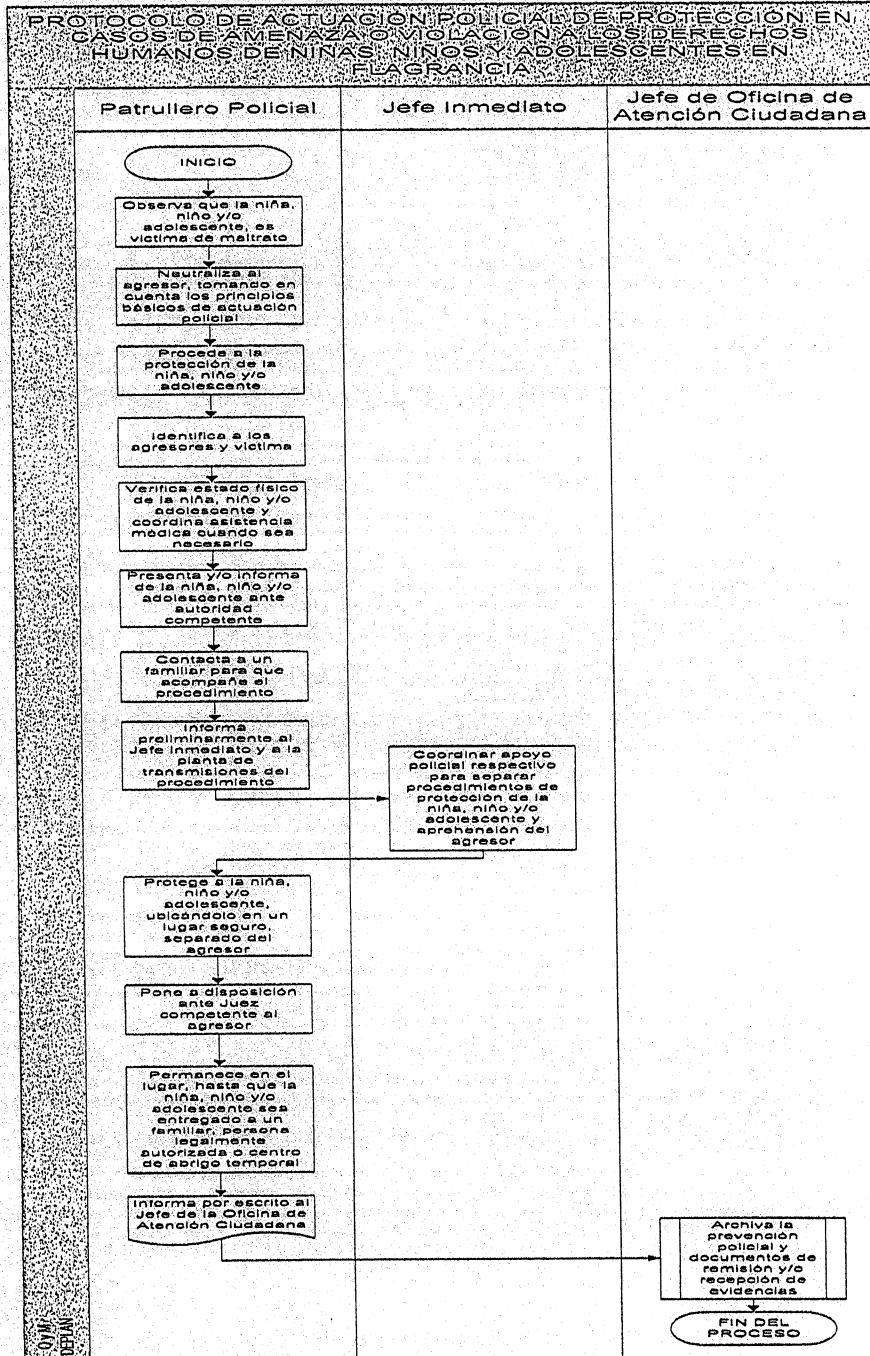 PROTOCOLO DE ACTUACIÓN POLICIAL DE PROTECCIÓN EN
CASOS DE AMENAZA O VIOLACIÓN A LOS DERECHOS
HUMANOS DE NIÑAS, NIÑOS Y ADOLESCENTES EN
FLAGRANCIA
Patrullero Policial
Jefe Inmediato
Jefe de Oficina de
Atención Ciudadana
INICIO
Observa que la niña,
niño y/o
adolescente, es
víctima de maltrato
Neutraliza al
agresor, tomando en
cuenta los principios
básicos de actuación
policial
Procede a la
protección de la
niña, niño y/o
adolescente
Identifica a los
agresores y víctima
Verifica estado físico
de la niña, niño y/o
adolescente y
coordina asistencia
médica cuando sea
necesario
Presenta y/o informa
de la niña, niño y/o
adolescente ante
autoridad
competente
Contacta a un
familiar para que
acompañe el
procedimiento
Informa
preliminarmente al
Jefe Inmediato y a la
planta de
transmisiones del
procedimiento
Coordinar apoyo
policial respectivo
para separar
procedimientos de
protección de la
niña, niño y/o
adolescente y
aprehensión del
agresor
Protege a la niña,
niño y/o
adolescente,
ubicándolo en un
lugar seguro,
separado del
agresor
Pone a disposición
ante Juez
competente al
agresor
Permanece en el
lugar, hasta que la
niña, niño y/o
adolescente sea
entregado a un
familiar, persona
legalmente
autorizada o centro
de abrigo temporal
Informa por escrito al
Jefe de la Oficina de
Atención Ciudadana
Archiva la
prevención
policial y
documentos de
remisión y/o
recepción de
evidencias
FIN DEL
PROCESO
OyM/
DEPLAN